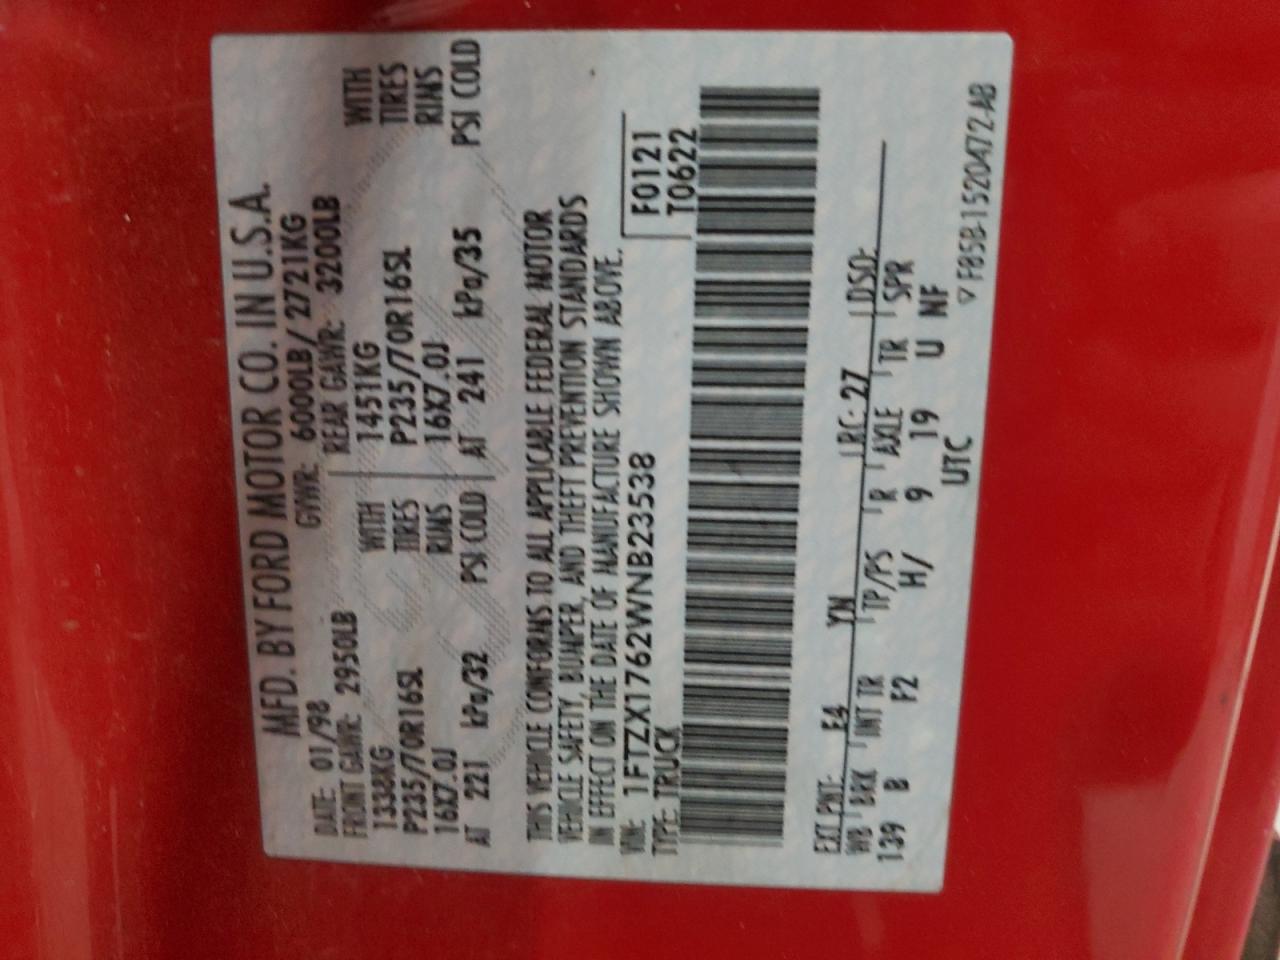 MFD. BY FORD MOTOR CO. IN U.S.A.
DATE: 01/98 GVWR: 6000LB/ 2721KG
FRONT GAWR: 2950LB REAR GAWR: 3200LB
1338KG WITH 1451KG WITH
P235/70R16SL TIRES P235/70R16SL TIRES
16X7.0J RIMS 16X7.0J RIMS
AT 221 kPa/32 PSI COLD AT 241 kPa/35 PSI COLD
THIS VEHICLE CONFORMS TO ALL APPLICABLE FEDERAL MOTOR
VEHICLE SAFETY, BUMPER, AND THEFT PREVENTION STANDARDS
IN EFFECT ON THE DATE OF MANUFACTURE SHOWN ABOVE.
VIN: 1FTZX1762WNB23538 F0121
TYPE: TRUCK T0622
EXT PNT: E4 YN RC: 27 DSO:
WB BRK INT TR TP/PS R AXLE TR SPR
139 B F2 H/ 9 19 U NF
UTC
▽ F85B-1520472-AB